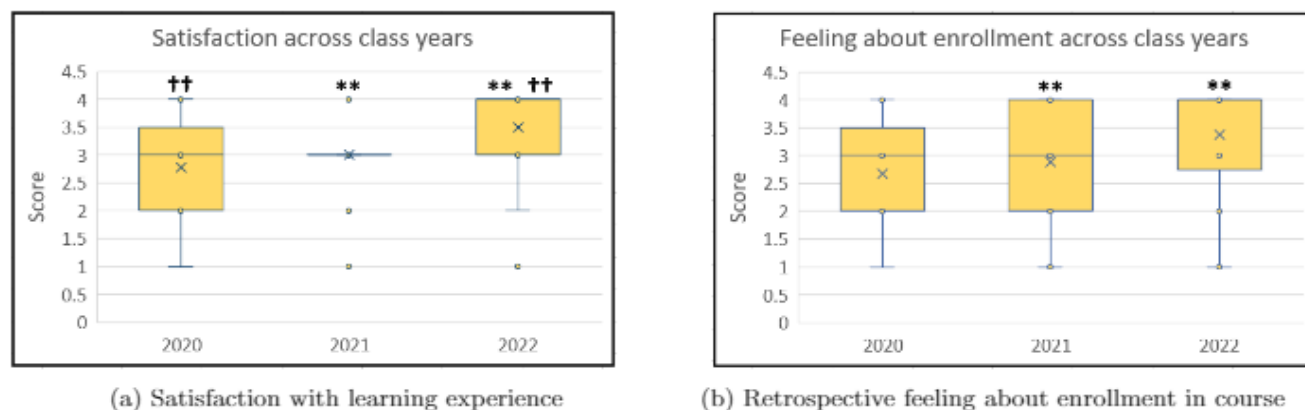 Satisfaction across class years
4.5
4
3.5
3
2.5
2
1.5
1
0.5
0
Score
†† ** ** ††
2020 2021 2022
(a) Satisfaction with learning experience
Feeling about enrollment across class years
4.5
4
3.5
3
2.5
2
1.5
1
0.5
0
Score
** **
2020 2021 2022
(b) Retrospective feeling about enrollment in course